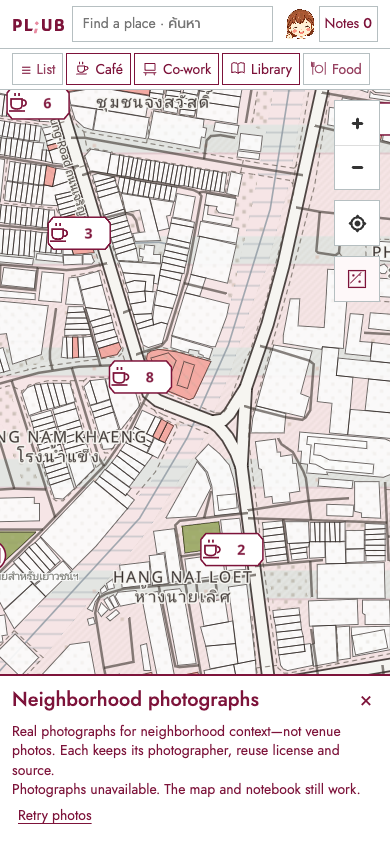 PL;UB
Find a place · ค้นหา
Notes 0
List
Café
Co-work
Library
Food
6
ชุมชนจงสวัสดิ์
3
8
NG NAM KHAENG
โรงน้ำแข็ง
2
HANG NAI LOET
หางนายเลิศ
Neighborhood photographs
Real photographs for neighborhood context—not venue
photos. Each keeps its photographer, reuse license and
source.
Photographs unavailable. The map and notebook still work.
Retry photos